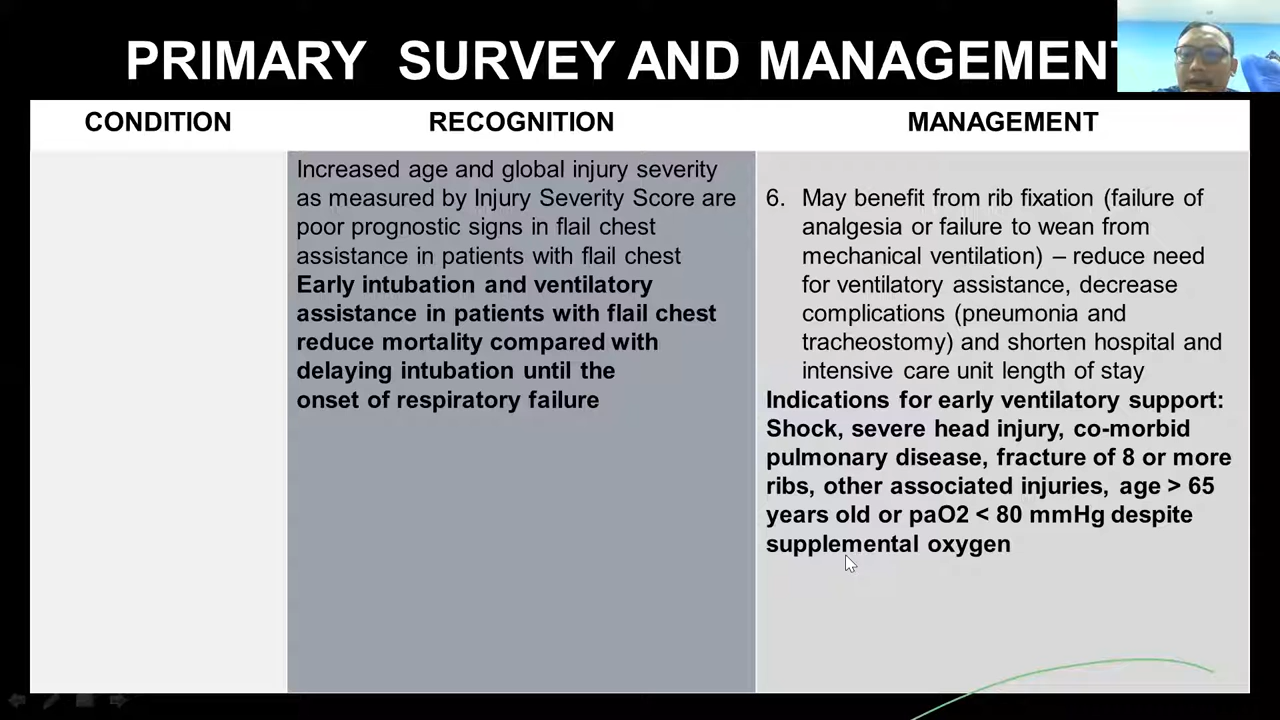 PRIMARY SURVEY AND MANAGEMENT
CONDITION
RECOGNITION
MANAGEMENT
Increased age and global injury severity
as measured by Injury Severity Score are
poor prognostic signs in flail chest
assistance in patients with flail chest
Early intubation and ventilatory
assistance in patients with flail chest
reduce mortality compared with
delaying intubation until the
onset of respiratory failure
6. May benefit from rib fixation (failure of
analgesia or failure to wean from
mechanical ventilation) – reduce need
for ventilatory assistance, decrease
complications (pneumonia and
tracheostomy) and shorten hospital and
intensive care unit length of stay
Indications for early ventilatory support:
Shock, severe head injury, co-morbid
pulmonary disease, fracture of 8 or more
ribs, other associated injuries, age > 65
years old or paO2 < 80 mmHg despite
supplemental oxygen